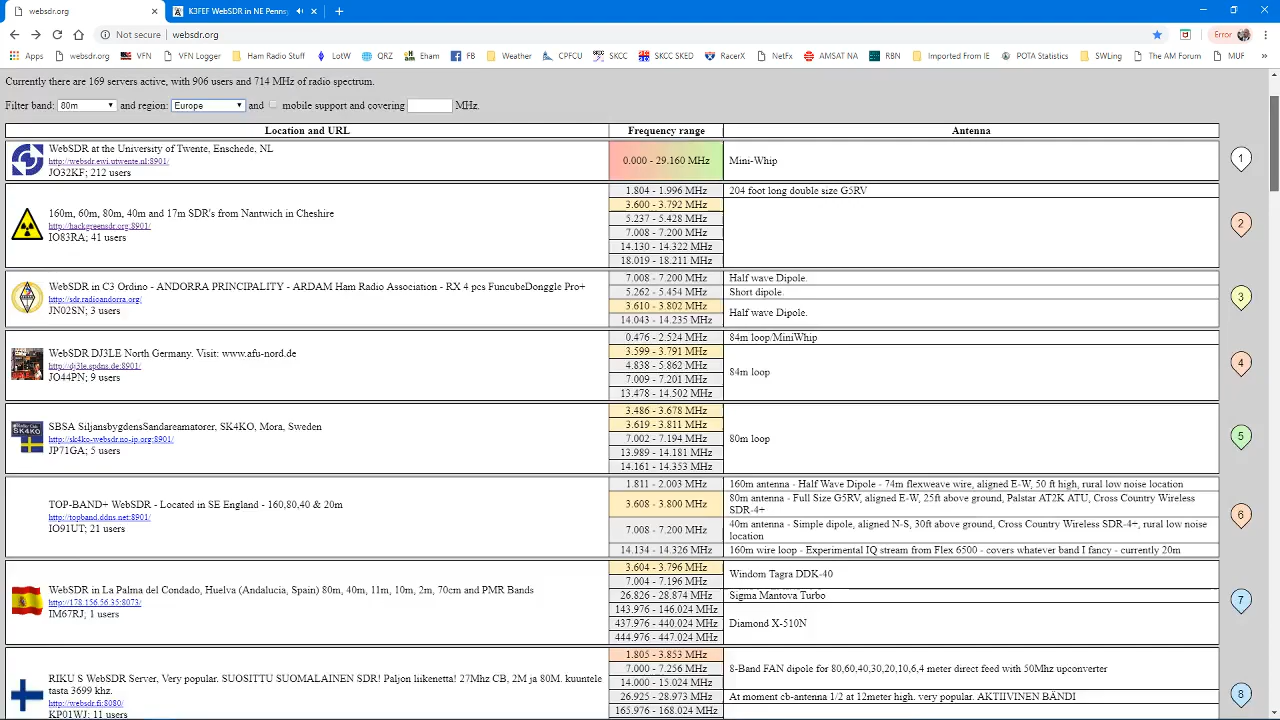 websdr.org
K3FEF WebSDR in NE Pennsy
Not secure | websdr.org
Error
Apps websdr.org VFN VFN Logger Ham Radio Stuff LotW QRZ Eham FB Weather CPFCU SKCC SKCC SKED RacerX NetFx AMSAT NA RBN Imported From IE POTA Statistics SWLing The AM Forum MUF »
Currently there are 169 servers active, with 906 users and 714 MHz of radio spectrum.
Filter band: 80m and region: Europe and mobile support and covering MHz.
Location and URL Frequency range Antenna
WebSDR at the University of Twente, Enschede, NL
http://websdr.ewi.utwente.nl:8901/
JO32KF; 212 users
0.000 - 29.160 MHz Mini-Whip
1
160m, 60m, 80m, 40m and 17m SDR's from Nantwich in Cheshire
http://hackgreensdr.org:8901/
IO83RA; 41 users
1.804 - 1.996 MHz 204 foot long double size G5RV
3.600 - 3.792 MHz
5.237 - 5.428 MHz
7.008 - 7.200 MHz
14.130 - 14.322 MHz
18.019 - 18.211 MHz
2
WebSDR in C3 Ordino - ANDORRA PRINCIPALITY - ARDAM Ham Radio Association - RX 4 pcs FuncubeDonggle Pro+
http://sdr.radioandorra.org/
JN02SN; 3 users
7.008 - 7.200 MHz Half wave Dipole.
5.262 - 5.454 MHz Short dipole.
3.610 - 3.802 MHz
14.043 - 14.235 MHz
Half wave Dipole.
3
WebSDR DJ3LE North Germany. Visit: www.afu-nord.de
http://dj3le.spdns.de:8901/
JO44PN; 9 users
0.476 - 2.524 MHz 84m loop/MiniWhip
3.599 - 3.791 MHz
4.838 - 5.862 MHz
7.009 - 7.201 MHz
13.478 - 14.502 MHz
84m loop
4
SK4KO
SBSA SiljansbygdensSandareamatorer, SK4KO, Mora, Sweden
http://sk4ko-websdr.no-ip.org:8901/
JP71GA; 5 users
3.486 - 3.678 MHz
3.619 - 3.811 MHz
7.002 - 7.194 MHz
13.989 - 14.181 MHz
14.161 - 14.353 MHz
80m loop
5
TOP-BAND+ WebSDR - Located in SE England - 160,80,40 & 20m
http://topband.ddns.net:8901/
IO91UT; 21 users
1.811 - 2.003 MHz 160m antenna - Half Wave Dipole - 74m flexweave wire, aligned E-W, 50 ft high, rural low noise location
3.608 - 3.800 MHz 80m antenna - Full Size G5RV, aligned E-W, 25ft above ground, Palstar AT2K ATU, Cross Country Wireless
SDR-4+
7.008 - 7.200 MHz 40m antenna - Simple dipole, aligned N-S, 30ft above ground, Cross Country Wireless SDR-4+, rural low noise
location
14.134 - 14.326 MHz 160m wire loop - Experimental IQ stream from Flex 6500 - covers whatever band I fancy - currently 20m
6
WebSDR in La Palma del Condado, Huelva (Andalucia, Spain) 80m, 40m, 11m, 10m, 2m, 70cm and PMR Bands
http://178.156.56.35:8073/
IM67RJ, 1 users
3.604 - 3.796 MHz
7.004 - 7.196 MHz
Windom Tagra DDK-40
26.826 - 28.874 MHz Sigma Mantova Turbo
143.976 - 146.024 MHz
437.976 - 440.024 MHz
444.976 - 447.024 MHz
Diamond X-510N
7
RIKU S WebSDR Server, Very popular. SUOSITTU SUOMALAINEN SDR! Paljon liikenetta! 27Mhz CB, 2M ja 80M. kuuntele
tasta 3699 khz.
http://websdr.fi:8080/
KP01WJ; 11 users
1.805 - 3.853 MHz
7.000 - 7.256 MHz
14.000 - 15.024 MHz
8-Band FAN dipole for 80,60,40,30,20,10,6,4 meter direct feed with 50Mhz upconverter
26.925 - 28.973 MHz At moment cb-antenna 1/2 at 12meter high. very popular. AKTIIVINEN BÄNDI
165.976 - 168.024 MHz
8